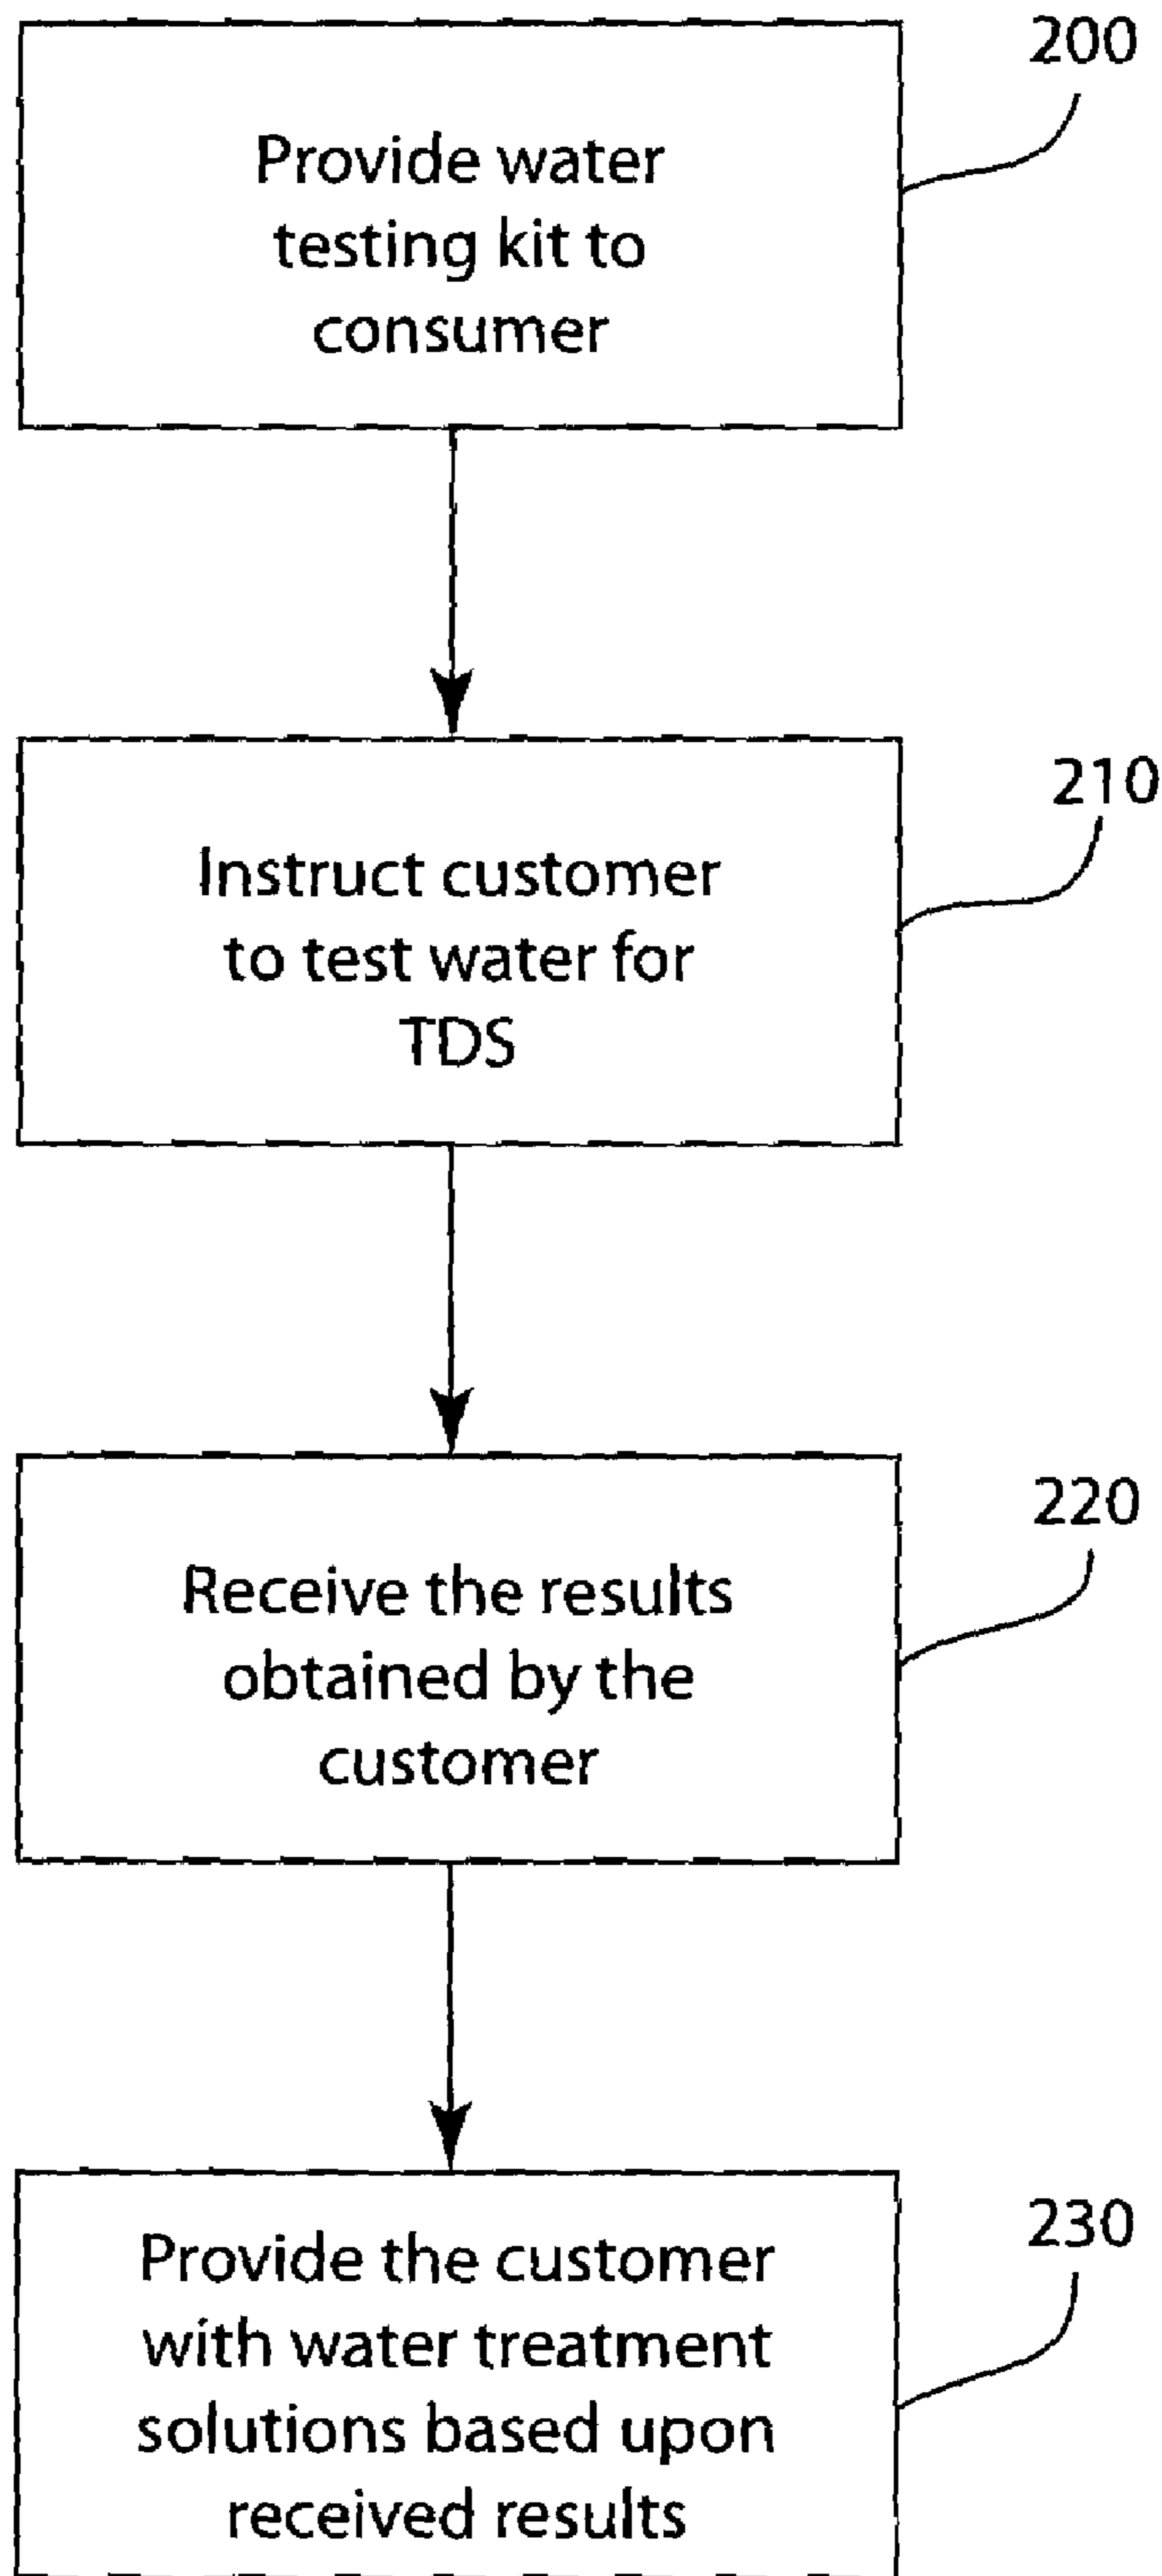 200
Provide water
testing kit to
consumer
210
Instruct customer
to test water for
TDS
220
Receive the results
obtained by the
customer
230
Provide the customer
with water treatment
solutions based upon
received results